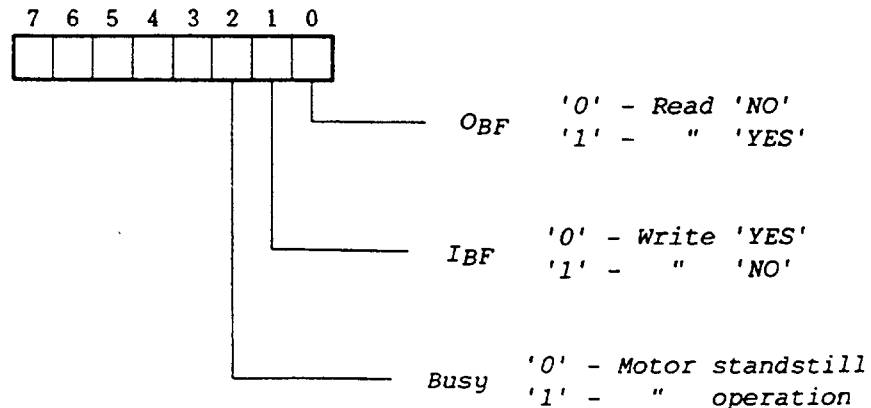 7 6 5 4 3 2 1 0
OBF '0' - Read 'NO'
'1' - " 'YES'
IBF '0' - Write 'YES'
'1' - " 'NO'
Busy '0' - Motor standstill
'1' - " operation